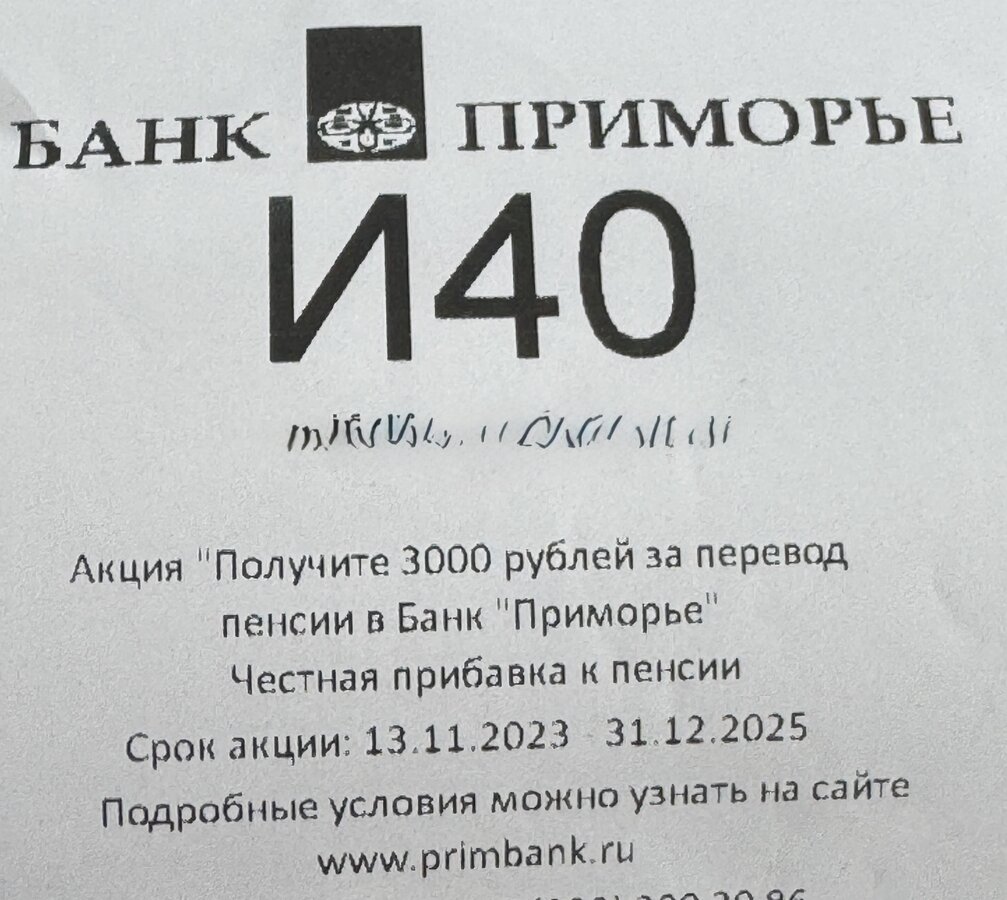 БАНК ПРИМОРЬЕ
И40
Акция "Получите 3000 рублей за перевод
пенсии в Банк "Приморье"
Честная прибавка к пенсии
Срок акции: 13.11.2023 31.12.2025
Подробные условия можно узнать на сайте
www.primbank.ru